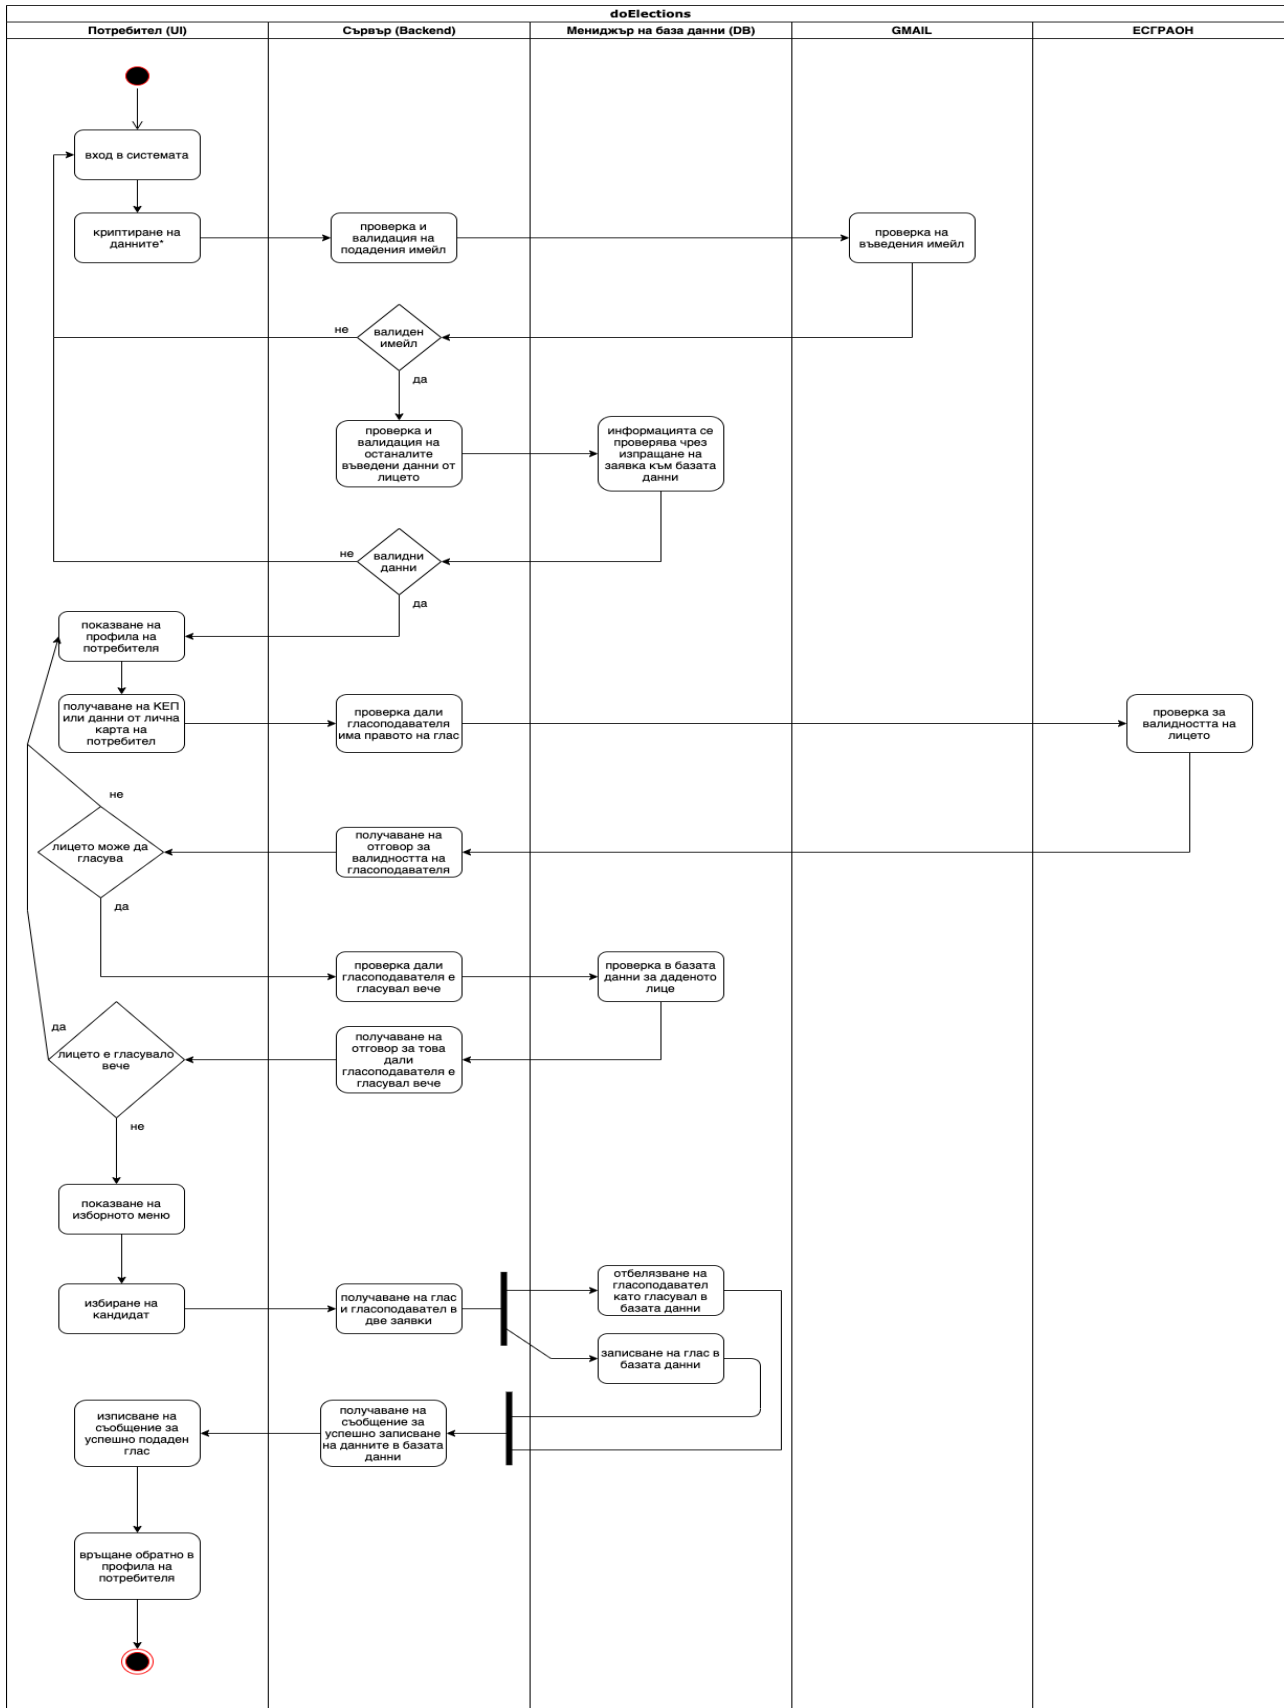 doElections
Потребител (UI)
Сървър (Backend)
Мениджър на база данни (DB)
GMAIL
ЕСГРАОН
вход в системата
криптиране на
данните*
проверка и
валидация на
подадения имейл
проверка на
въведения имейл
не
валиден
имейл
да
проверка и
валидация на
останалите
въведени данни от
лицето
информацията се
проверява чрез
изпращане на
заявка към базата
данни
не
валидни
данни
да
показване на
профила на
потребителя
получаване на КЕП
или данни от лична
карта на
потребител
проверка дали
гласоподавателя
има правото на глас
проверка за
валидността на
лицето
не
лицето може да
гласува
получаване на
отговор за
валидността на
гласоподавателя
да
проверка дали
гласоподавателя е
гласувал вече
проверка в базата
данни за даденото
лице
да
лицето е гласувало
вече
получаване на
отговор за това
дали
гласоподавателя е
гласувал вече
не
показване на
изборното меню
избиране на
кандидат
получаване на глас
и гласоподавател в
две заявки
отбелязване на
гласоподавател
като гласувал в
базата данни
записване на глас в
базата данни
изписване на
съобщение за
успешно подаден
глас
получаване на
съобщение за
успешно записване
на данните в базата
данни
връщане обратно в
профила на
потребителя